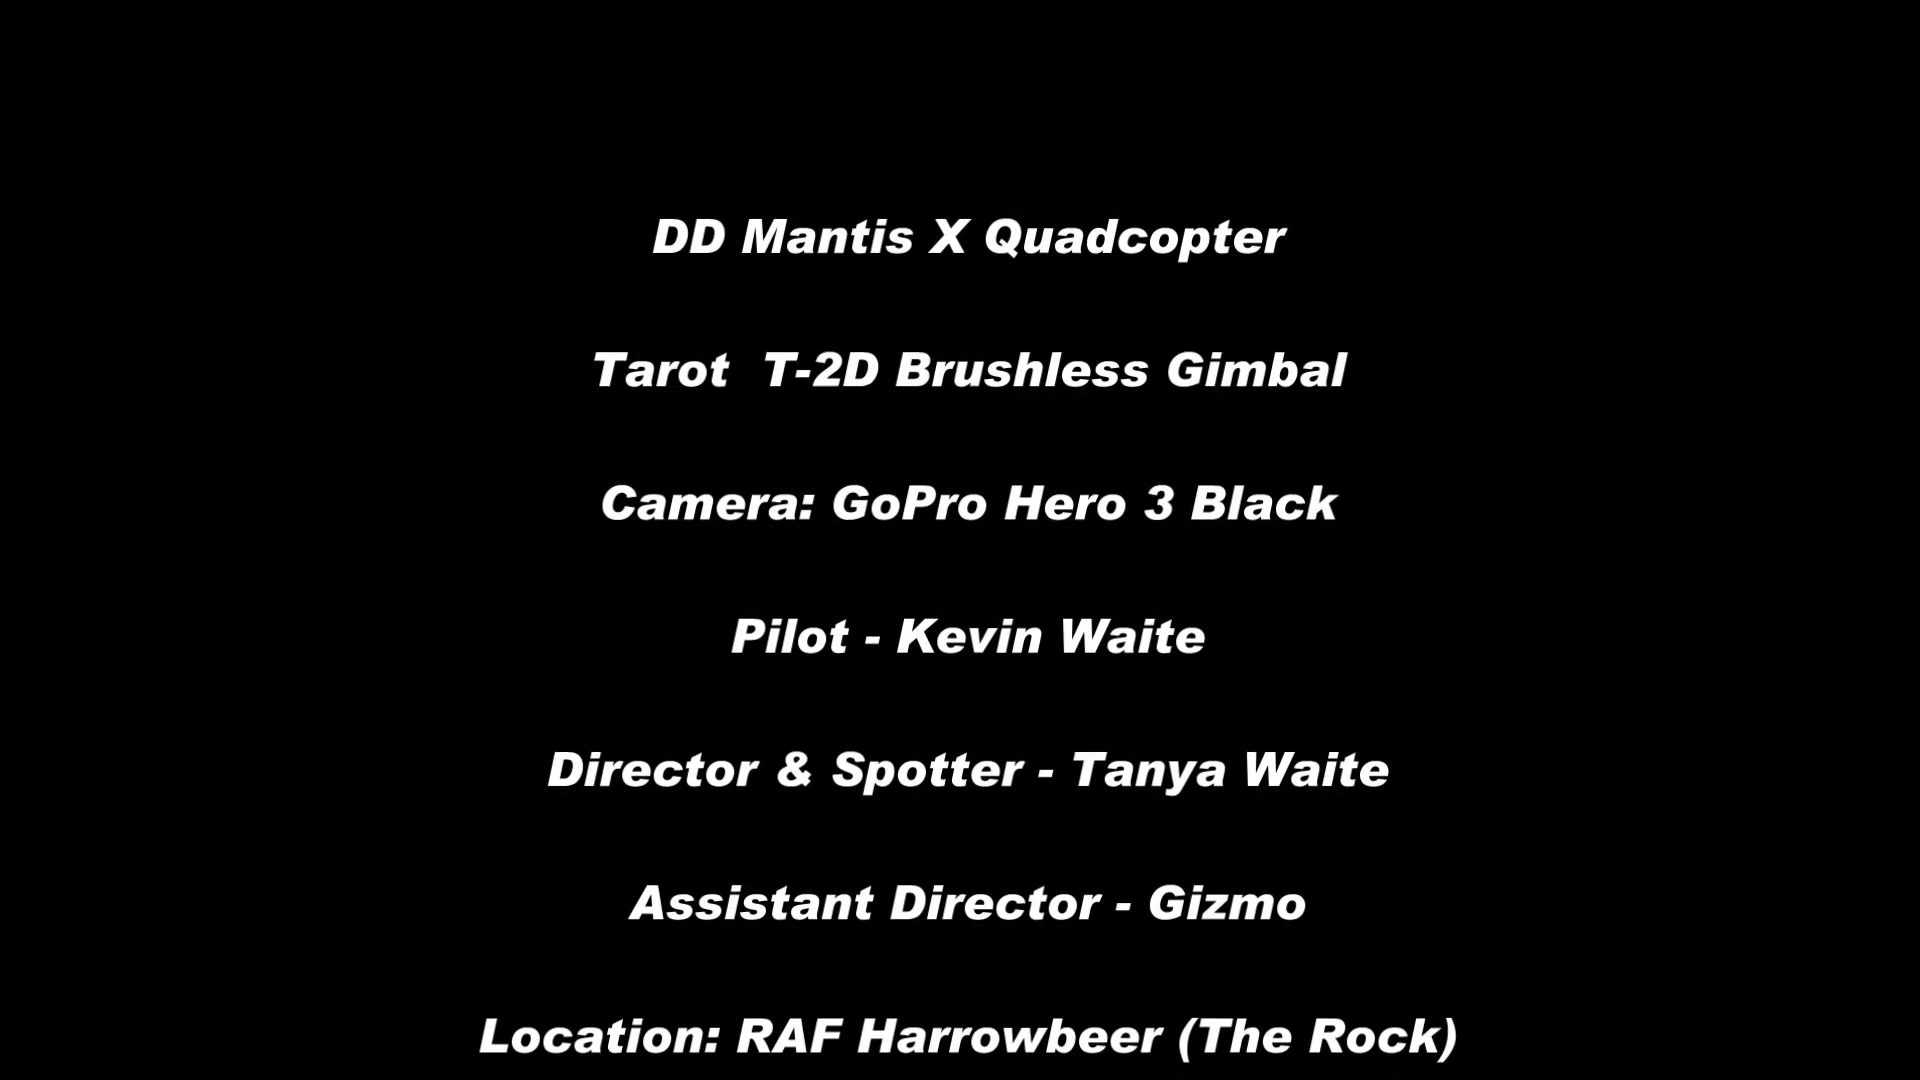 DD Mantis X Quadcopter
Tarot  T-2D Brushless Gimbal
Camera: GoPro Hero 3 Black
Pilot - Kevin Waite
Director & Spotter - Tanya Waite
Assistant Director - Gizmo
Location: RAF Harrowbeer (The Rock)